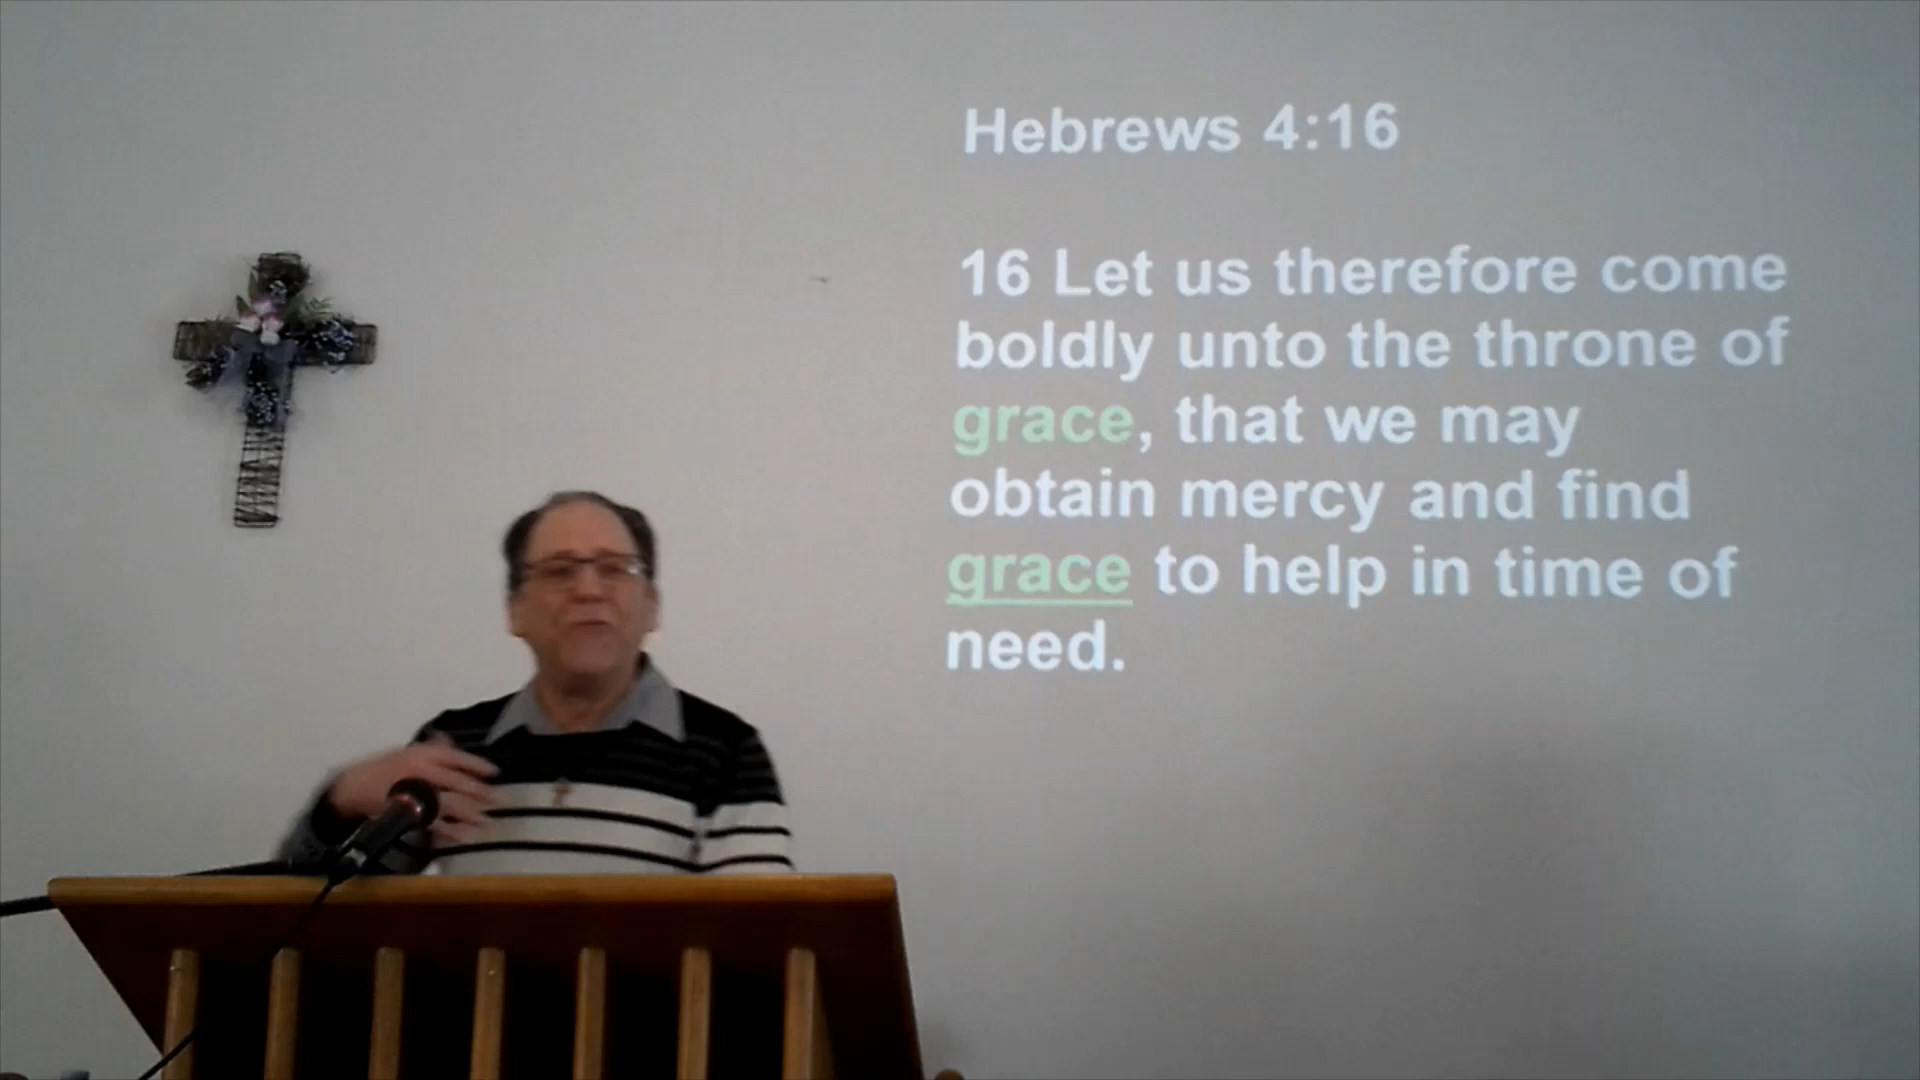 Hebrews 4:16
16 Let us therefore come
boldly unto the throne of
grace, that we may
obtain mercy and find
grace to help in time of
need.